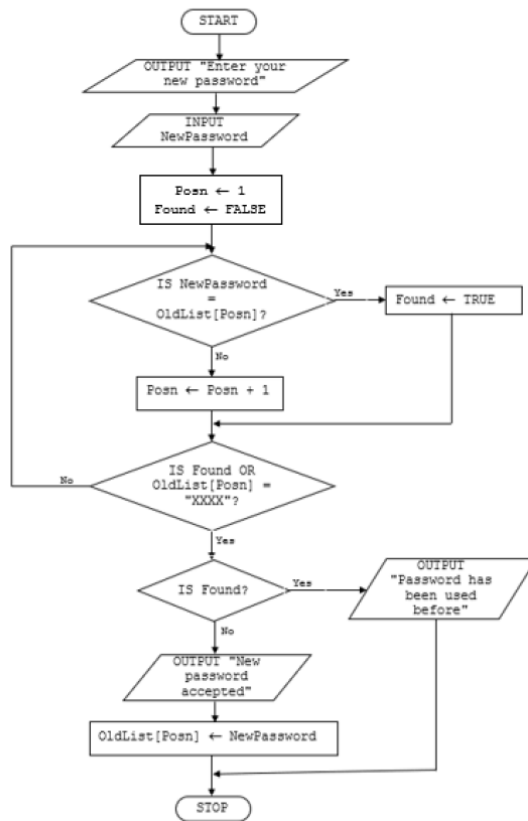 START
OUTPUT "Enter your
new password"
INPUT
NewPassword
Posn ← 1
Found ← FALSE
IS NewPassword
=
OldList[Posn]?
Yes
Found ← TRUE
No
Posn ← Posn + 1
IS Found OR
OldList[Posn] =
"XXXX"?
No
Yes
IS Found?
Yes
OUTPUT
"Password has
been used
before"
No
OUTPUT "New
password
accepted"
OldList[Posn] ← NewPassword
STOP